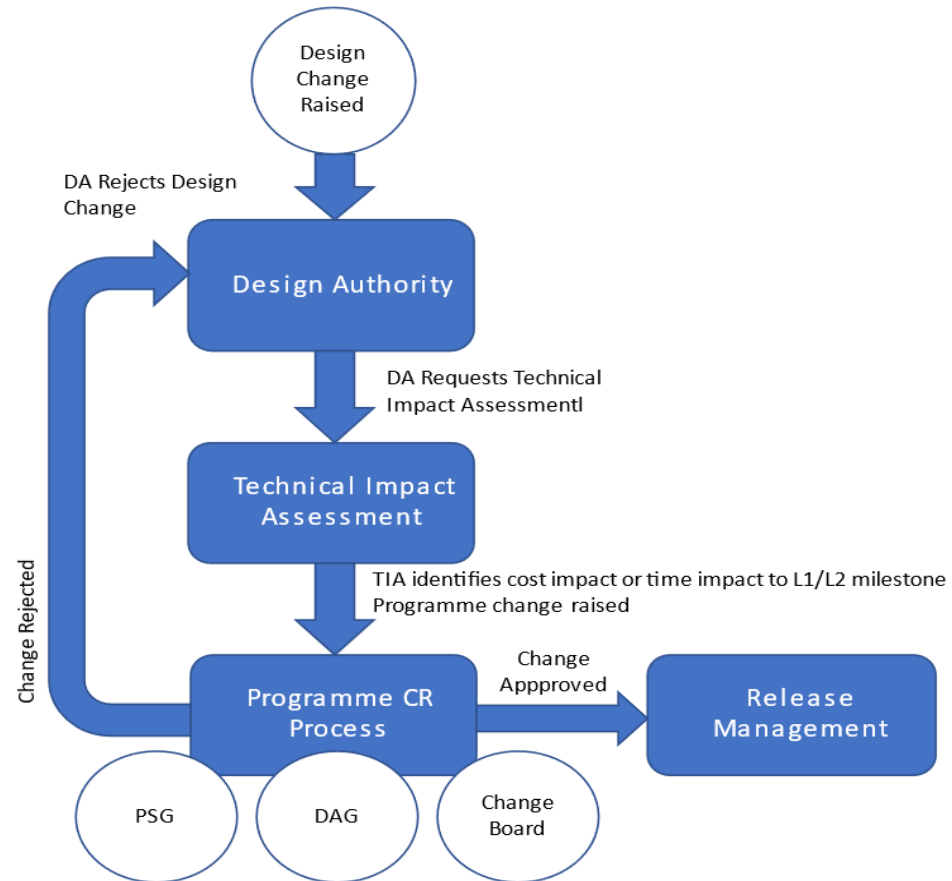 Design
Change
Raised
DA Rejects Design
Change
Design Authority
DA Requests Technical
Impact Assessmentl
Technical Impact
Assessment
TIA identifies cost impact or time impact to L1/L2 milestone
Programme change raised
Change Rejected
Programme CR
Process
Change
Appproved
Release
Management
PSG
DAG
Change
Board